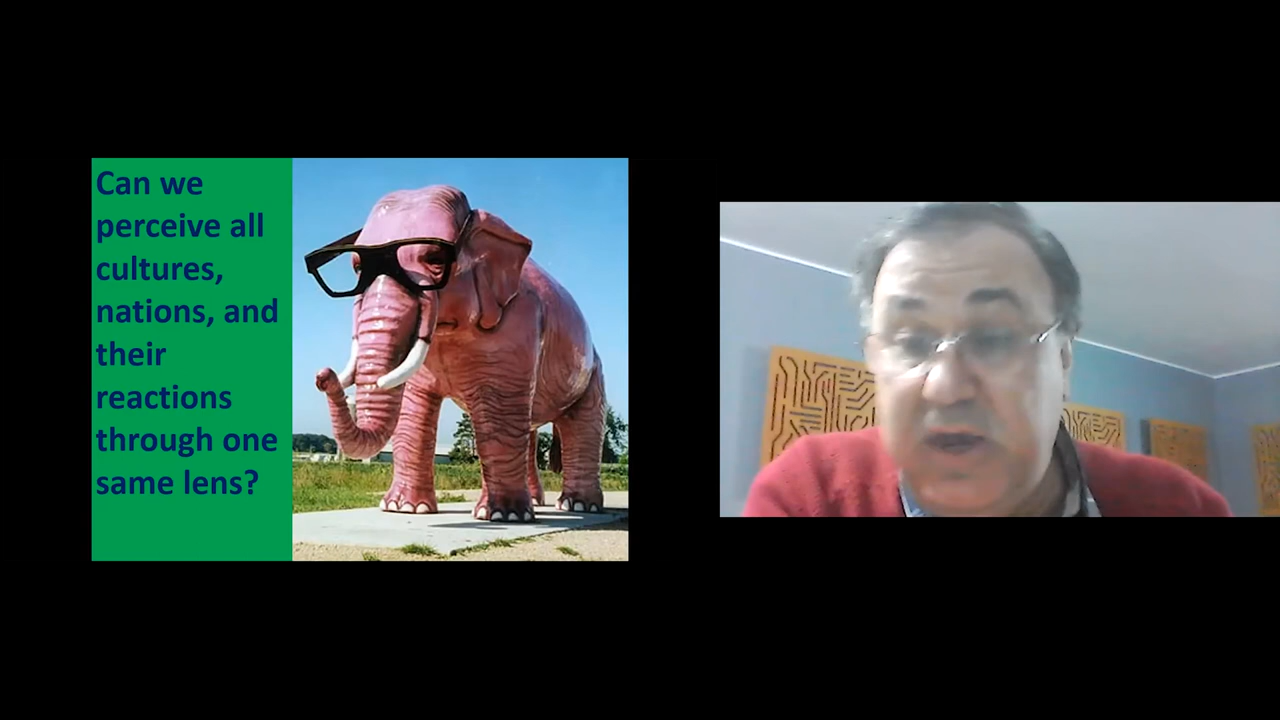 Can we
perceive all
cultures,
nations, and
their
reactions
through one
same lens?